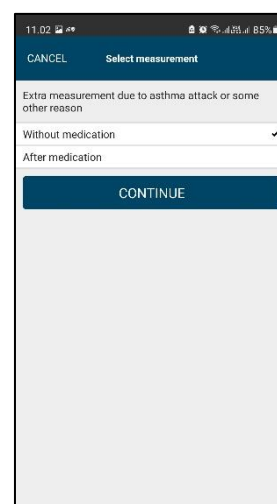 11.02 85%
CANCEL Select measurement
Extra measurement due to asthma attack or some
other reason
Without medication
After medication
CONTINUE